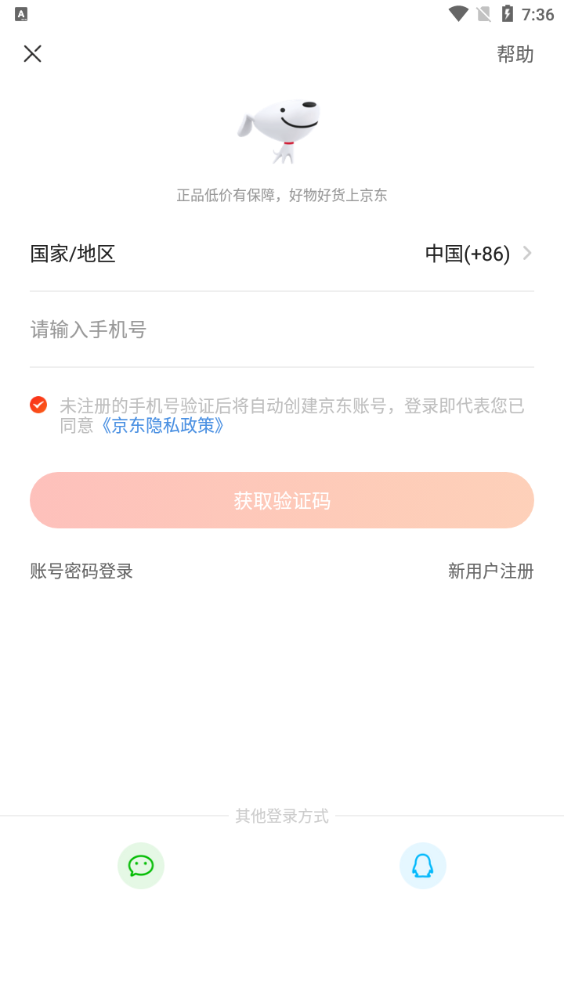 A
7:36
帮助
正品低价有保障，好物好货上京东
国家/地区 中国(+86)
请输入手机号
未注册的手机号验证后将自动创建京东账号，登录即代表您已
同意《京东隐私政策》
获取验证码
账号密码登录 新用户注册
其他登录方式